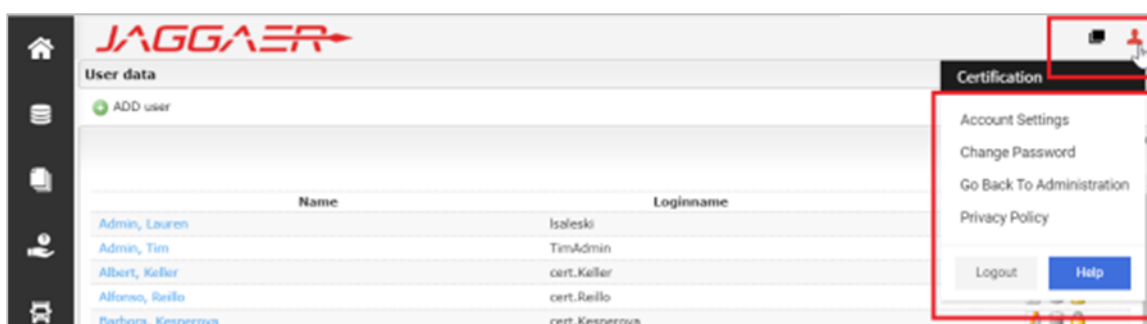 JAGGAER
User data
Certification
ADD user
Account Settings
Change Password
Go Back To Administration
Privacy Policy
Logout Help
Name Loginname
Admin, Lauren lsaleski
Admin, Tim TimAdmin
Albert, Keller cert.Keller
Alfonso, Reillo cert.Reillo
Barbora, Kesperova cert.Kesperova